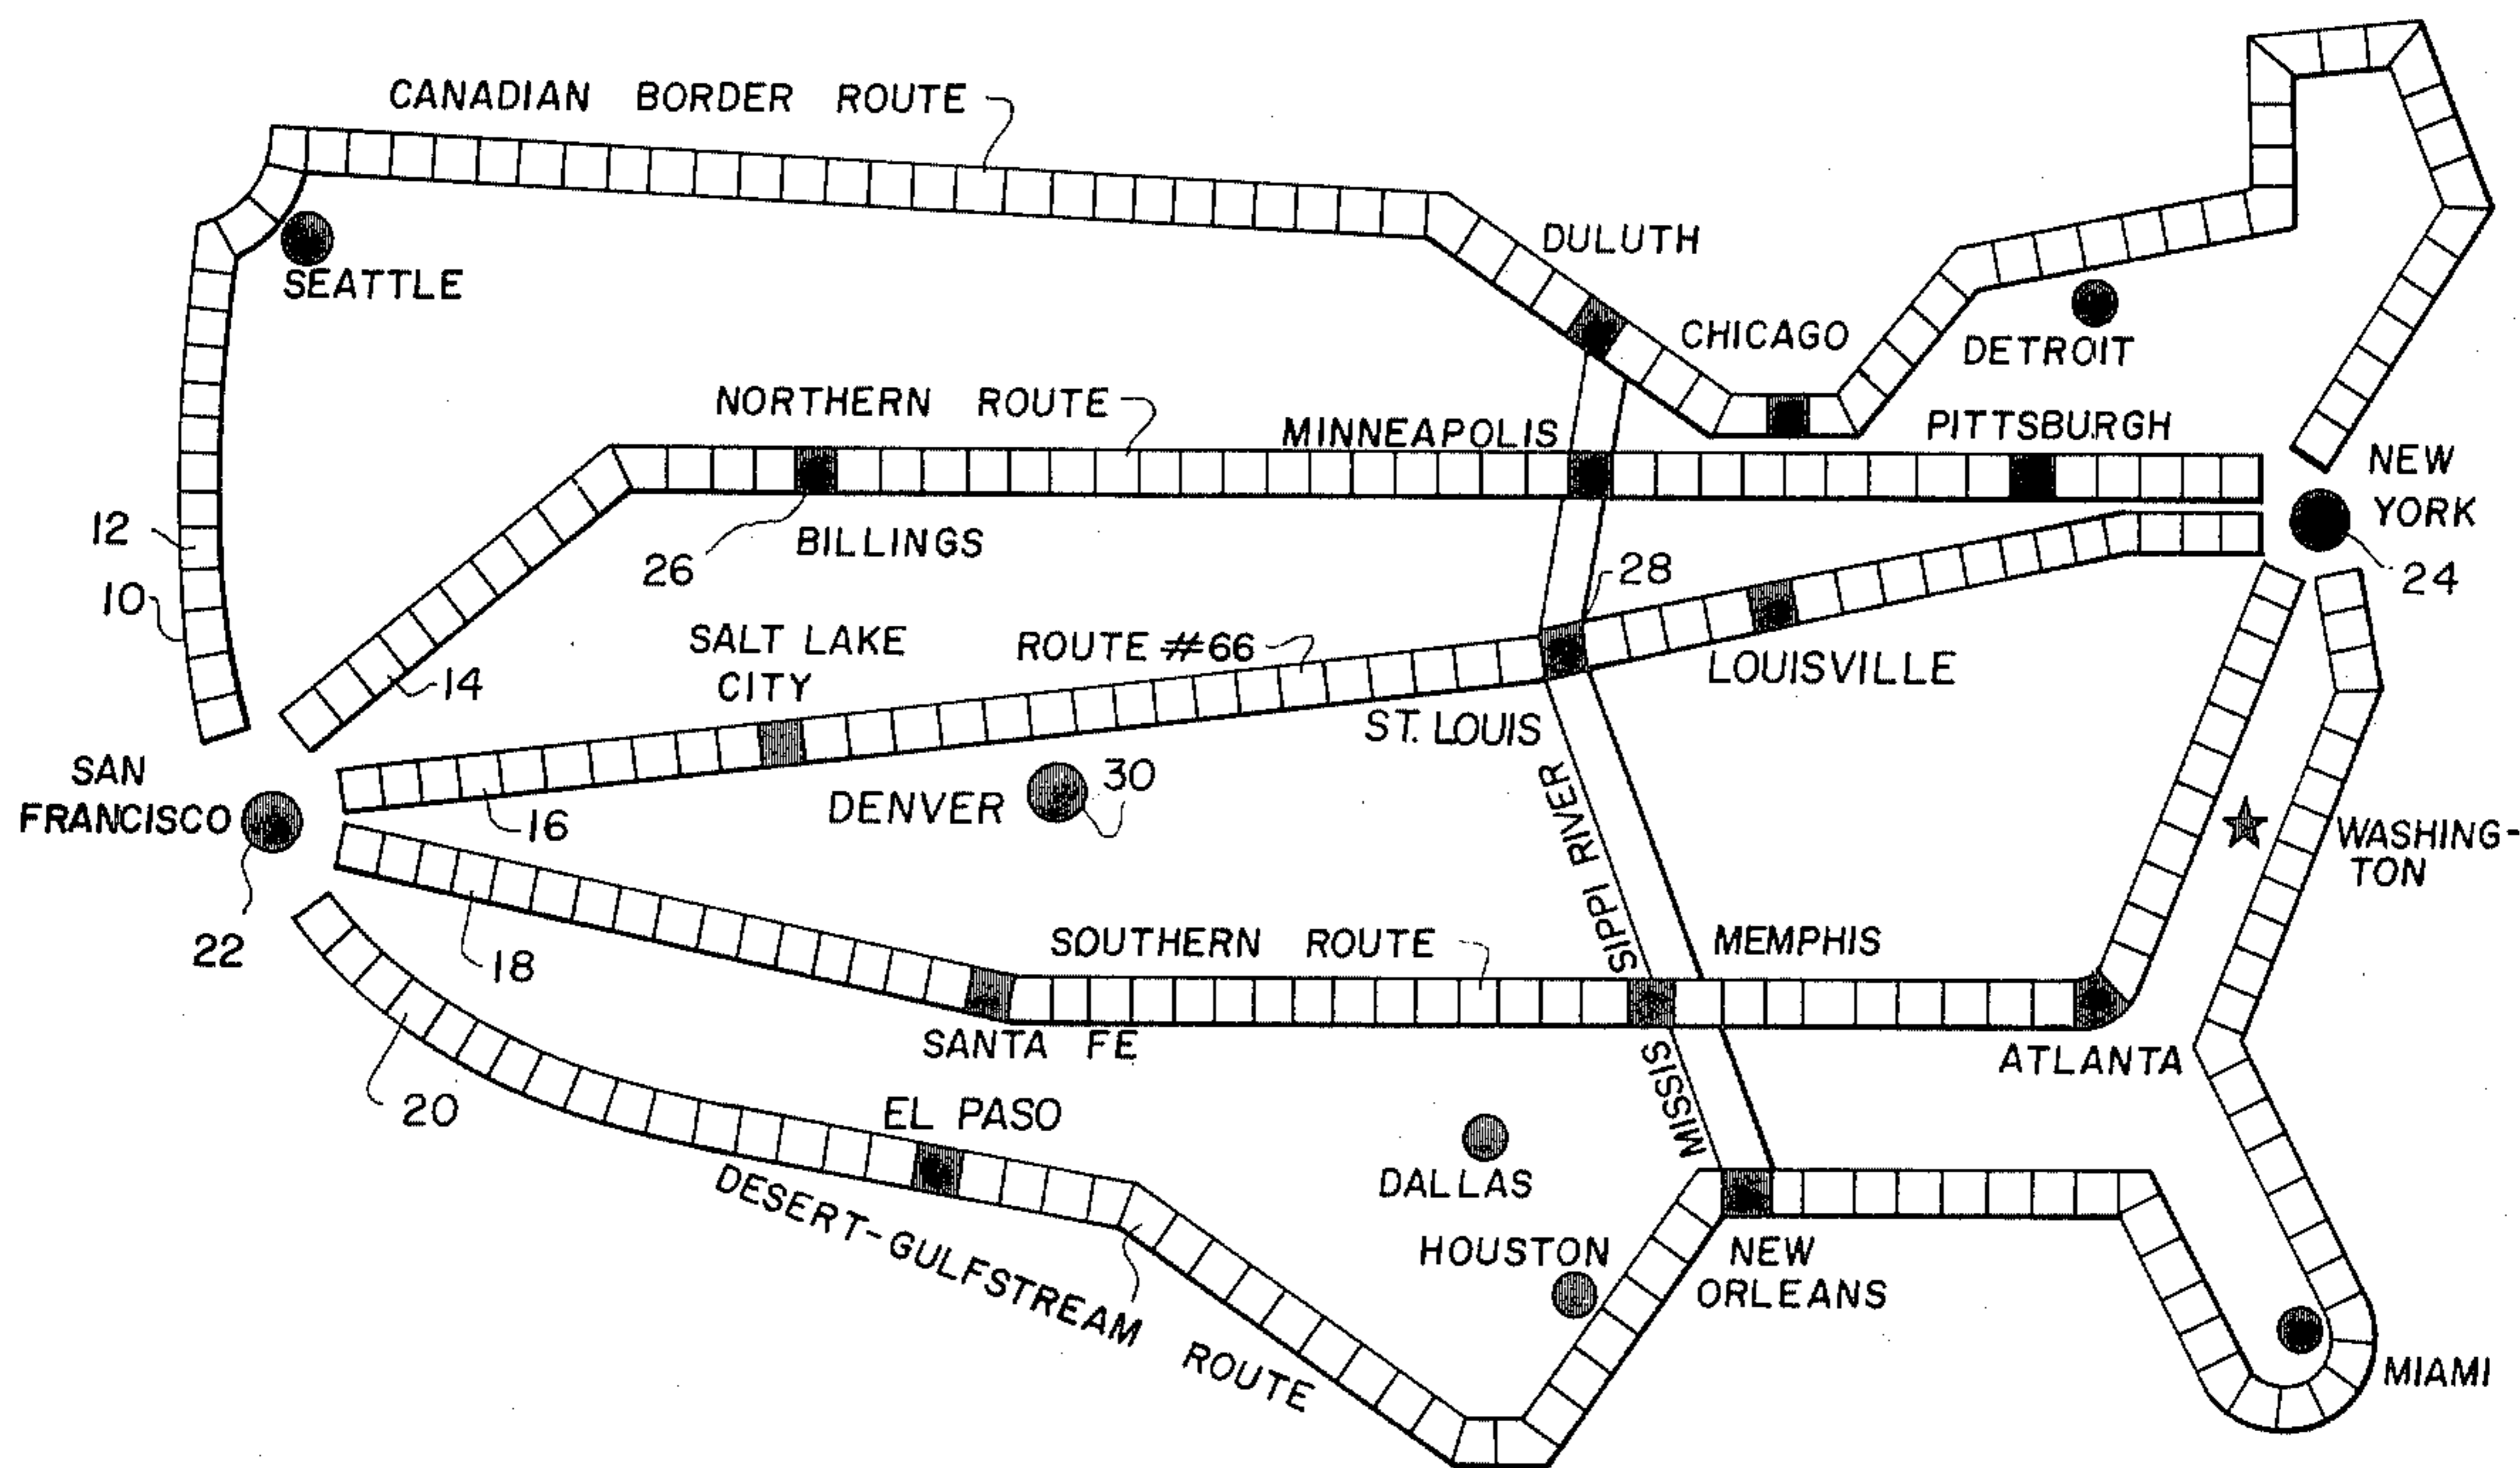 CANADIAN BORDER ROUTE
DULUTH
SEATTLE
CHICAGO
DETROIT
NORTHERN ROUTE
MINNEAPOLIS
PITTSBURGH
NEW
YORK
12
26
BILLINGS
28
24
10
SALT LAKE
CITY
ROUTE #66
14
LOUISVILLE
ST. LOUIS
SAN
FRANCISCO
30
DENVER
16
WASHING-
TON
22
18
SOUTHERN ROUTE
MISSIS
SIPPI RIVER
MEMPHIS
SANTA FE
ATLANTA
20
EL PASO
DALLAS
DESERT-GULFSTREAM ROUTE
HOUSTON
NEW
ORLEANS
MIAMI